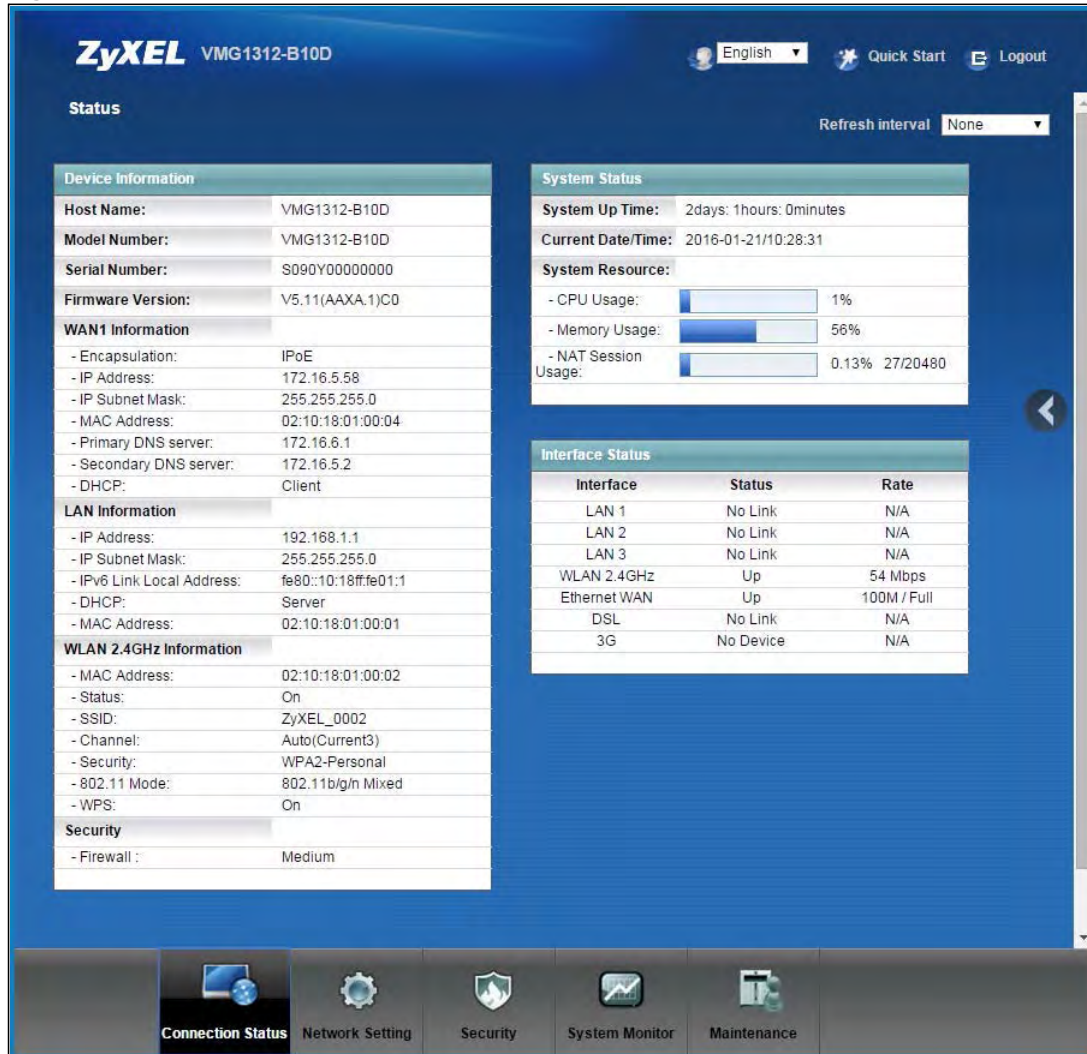 ZyXEL VMG1312-B10D
English Quick Start Logout
Status
Refresh interval None
Device Information
Host Name: VMG1312-B10D
Model Number: VMG1312-B10D
Serial Number: S090Y00000000
Firmware Version: V5.11(AAXA.1)C0
WAN1 Information
- Encapsulation: IPoE
- IP Address: 172.16.5.58
- IP Subnet Mask: 255.255.255.0
- MAC Address: 02:10:18:01:00:04
- Primary DNS server: 172.16.6.1
- Secondary DNS server: 172.16.5.2
- DHCP: Client
LAN Information
- IP Address: 192.168.1.1
- IP Subnet Mask: 255.255.255.0
- IPv6 Link Local Address: fe80::10:18ff:fe01:1
- DHCP: Server
- MAC Address: 02:10:18:01:00:01
WLAN 2.4GHz Information
- MAC Address: 02:10:18:01:00:02
- Status: On
- SSID: ZyXEL_0002
- Channel: Auto(Current3)
- Security: WPA2-Personal
- 802.11 Mode: 802.11b/g/n Mixed
- WPS: On
Security
- Firewall : Medium
System Status
System Up Time: 2days: 1hours: 0minutes
Current Date/Time: 2016-01-21/10:28:31
System Resource:
- CPU Usage: 1%
- Memory Usage: 56%
- NAT Session
Usage: 0.13% 27/20480
Interface Status
Interface Status Rate
LAN 1 No Link N/A
LAN 2 No Link N/A
LAN 3 No Link N/A
WLAN 2.4GHz Up 54 Mbps
Ethernet WAN Up 100M / Full
DSL No Link N/A
3G No Device N/A
Connection Status Network Setting Security System Monitor Maintenance